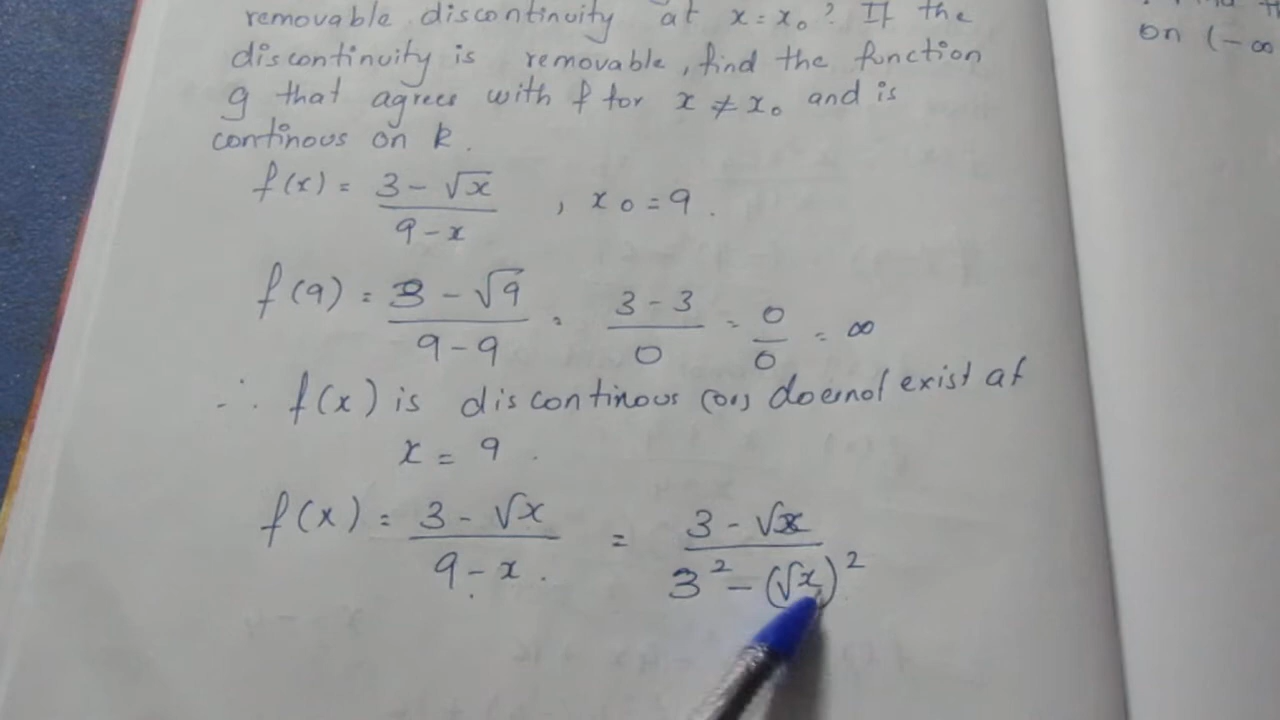 removable discontinuity at x = x₀? If the
discontinuity is removable, find the function
g that agrees with f for x ≠ x₀ and is
continous on R.
f(x) = (3 - √x)/(9 - x) , x₀ = 9.
f(9) = (3 - √9)/(9 - 9) = (3 - 3)/0 = 0/0 = ∞
∴ f(x) is discontinous (or) doesnot exist at
x = 9.
f(x) = (3 - √x)/(9 - x) = (3 - √x)/(3² - (√x)²)
on (-∞